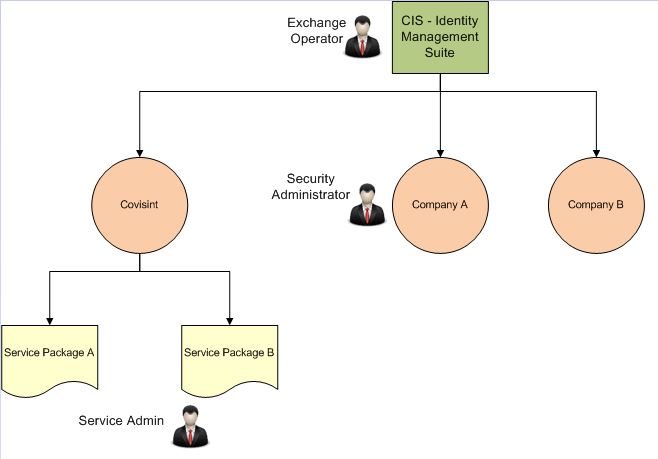 Exchange
Operator
CIS - Identity
Management
Suite
Covisint
Security
Administrator
Company A
Company B
Service Package A
Service Package B
Service Admin